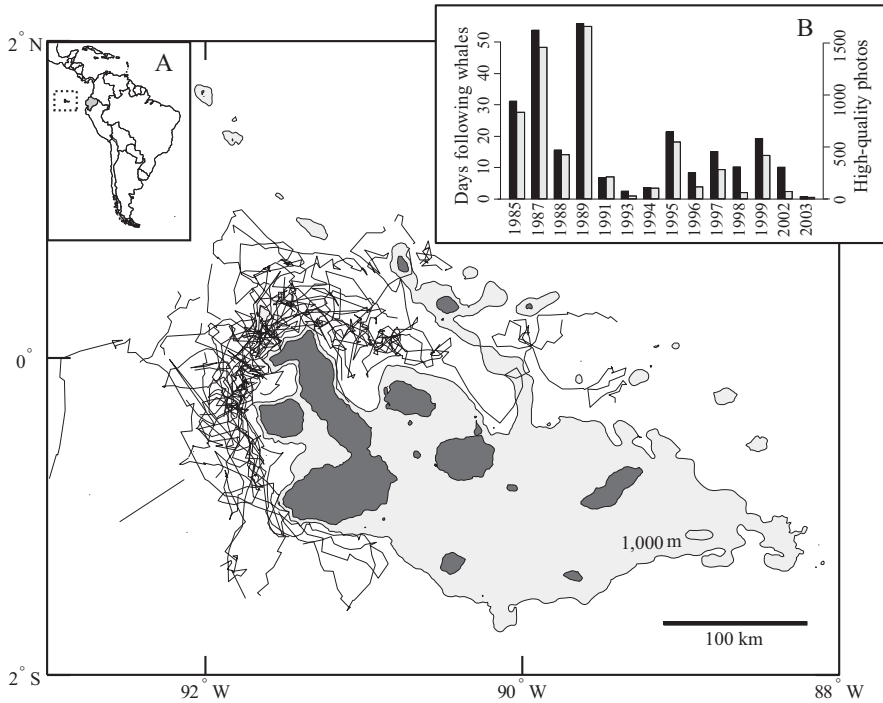 2° N
0°
2° S
92° W
90° W
88° W
A
B
Days following whales
0
10
20
30
40
50
High-quality photos
0
500
1000
1500
1985
1987
1988
1989
1991
1993
1994
1995
1996
1997
1998
1999
2002
2003
1,000 m
100 km